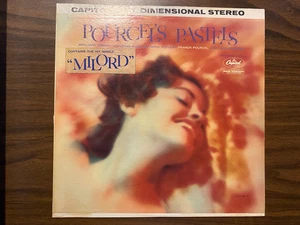 CAPITOL DIMENSIONAL STEREO
POURCEL'S PASTELS
CONTAINS THE HIT SINGLE
"MILORD"
FRANCK POURCEL
Capitol